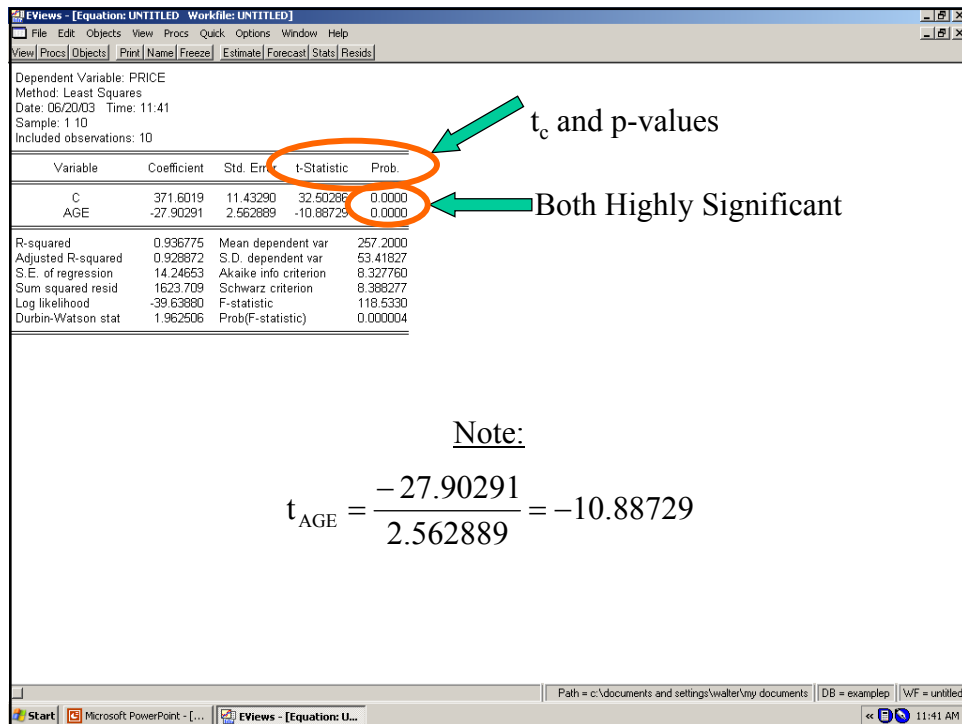 EViews - [Equation: UNTITLED Workfile: UNTITLED]
File Edit Objects View Procs Quick Options Window Help
View Procs Objects Print Name Freeze Estimate Forecast Stats Resids
Dependent Variable: PRICE
Method: Least Squares
Date: 06/20/03 Time: 11:41
Sample: 1 10
Included observations: 10
Variable Coefficient Std. Error t-Statistic Prob.
C 371.6019 11.43290 32.50286 0.0000
AGE -27.90291 2.562889 -10.88729 0.0000
R-squared 0.936775 Mean dependent var 257.2000
Adjusted R-squared 0.928872 S.D. dependent var 53.41827
S.E. of regression 14.24653 Akaike info criterion 8.327760
Sum squared resid 1623.709 Schwarz criterion 8.388277
Log likelihood -39.63880 F-statistic 118.5330
Durbin-Watson stat 1.962506 Prob(F-statistic) 0.000004
t_c and p-values
Both Highly Significant
Note:
t_AGE = -27.90291 / 2.562889 = -10.88729
Path = c:\documents and settings\walter\my documents DB = examplep WF = untitled
Start Microsoft PowerPoint - [... EViews - [Equation: U... « 11:41 AM